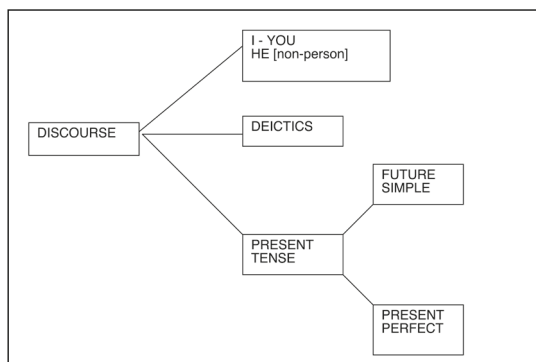 I - YOU
HE [non-person]
DISCOURSE
DEICTICS
FUTURE
SIMPLE
PRESENT
TENSE
PRESENT
PERFECT